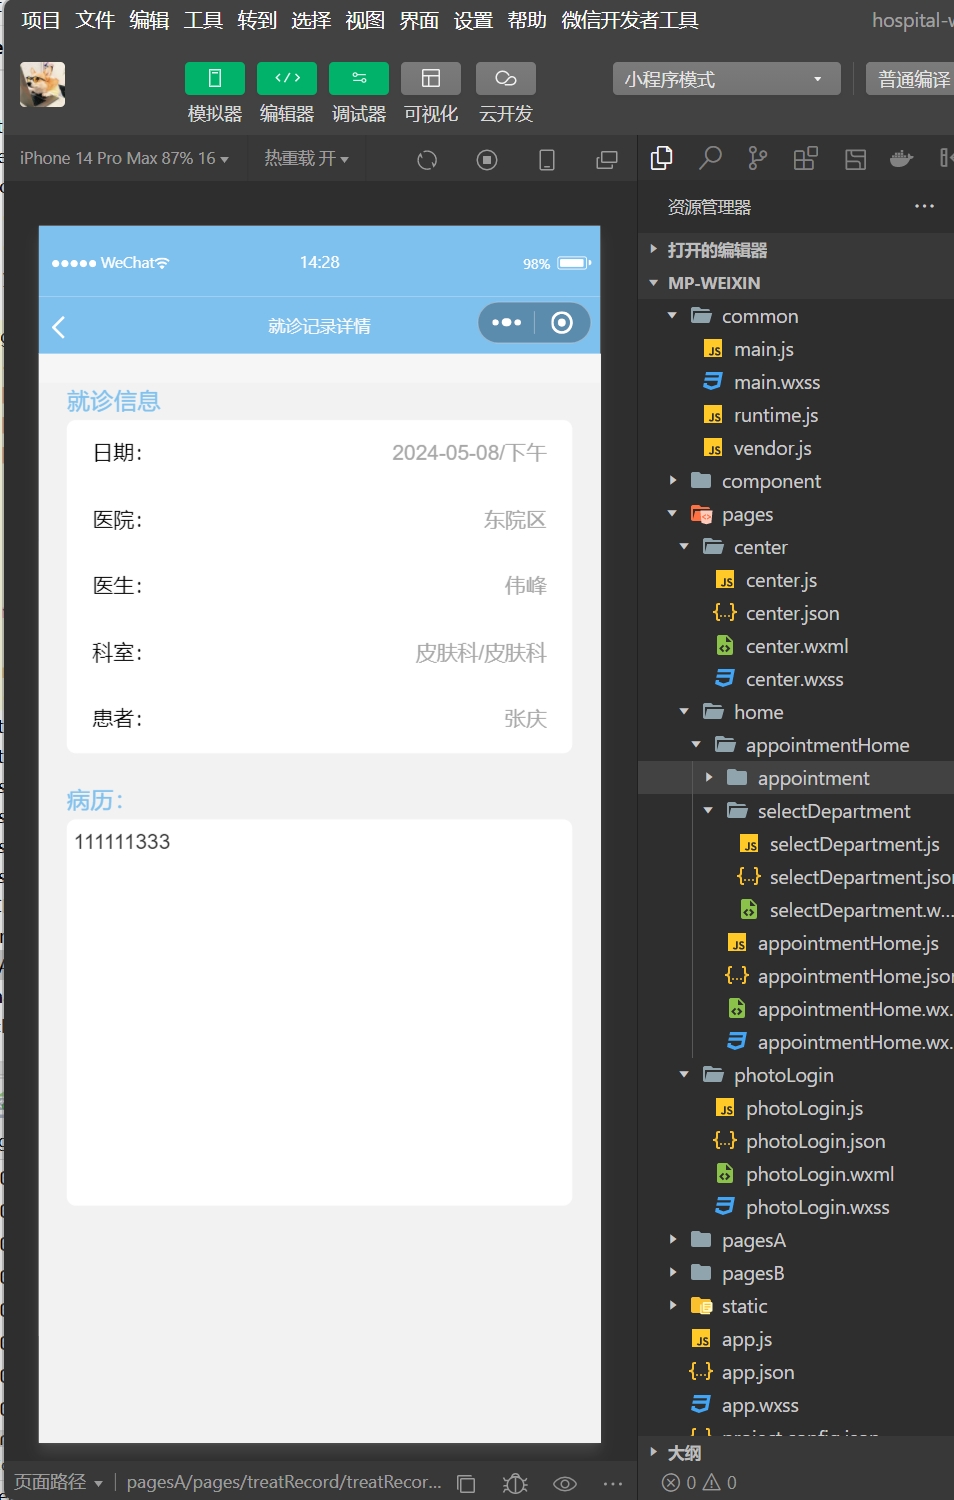 项目 文件 编辑 工具 转到 选择 视图 界面 设置 帮助 微信开发者工具
hospital-w
模拟器 编辑器 调试器 可视化 云开发
小程序模式
普通编译
iPhone 14 Pro Max 87% 16
热重载 开
WeChat
14:28
98%
就诊记录详情
就诊信息
日期： 2024-05-08/下午
医院： 东院区
医生： 伟峰
科室： 皮肤科/皮肤科
患者： 张庆
病历：
111111333
页面路径
pagesA/pages/treatRecord/treatRecor...
资源管理器
打开的编辑器
MP-WEIXIN
common
main.js
main.wxss
runtime.js
vendor.js
component
pages
center
center.js
center.json
center.wxml
center.wxss
home
appointmentHome
appointment
selectDepartment
selectDepartment.js
selectDepartment.json
selectDepartment.w...
appointmentHome.js
appointmentHome.json
appointmentHome.wx...
appointmentHome.wx...
photoLogin
photoLogin.js
photoLogin.json
photoLogin.wxml
photoLogin.wxss
pagesA
pagesB
static
app.js
app.json
app.wxss
project.config.json
大纲
0 0